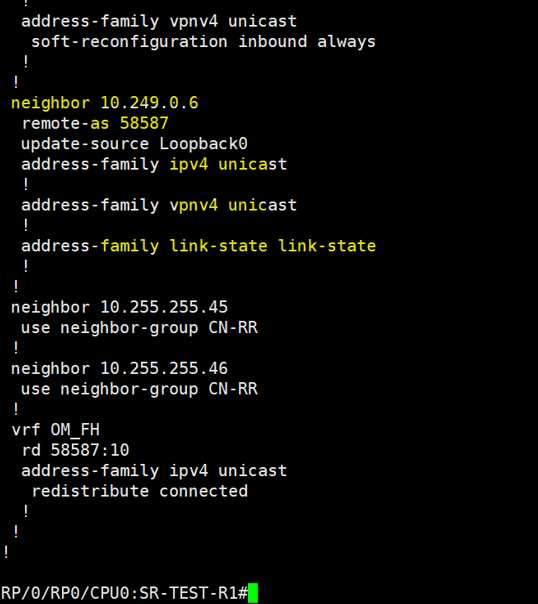 !
address-family vpnv4 unicast
soft-reconfiguration inbound always
!
!
neighbor 10.249.0.6
remote-as 58587
update-source Loopback0
address-family ipv4 unicast
!
address-family vpnv4 unicast
!
address-family link-state link-state
!
!
neighbor 10.255.255.45
use neighbor-group CN-RR
!
neighbor 10.255.255.46
use neighbor-group CN-RR
!
vrf OM_FH
rd 58587:10
address-family ipv4 unicast
redistribute connected
!
!
!
RP/0/RP0/CPU0:SR-TEST-R1#